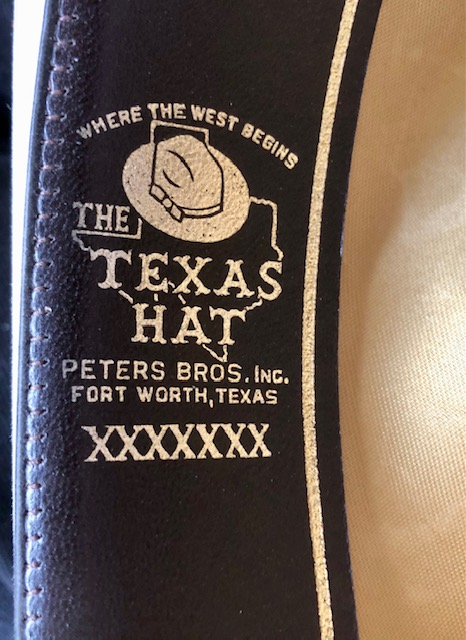 WHERE THE WEST BEGINS
THE
TEXAS
HAT
PETERS BROS. INC.
FORT WORTH, TEXAS
XXXXXXX